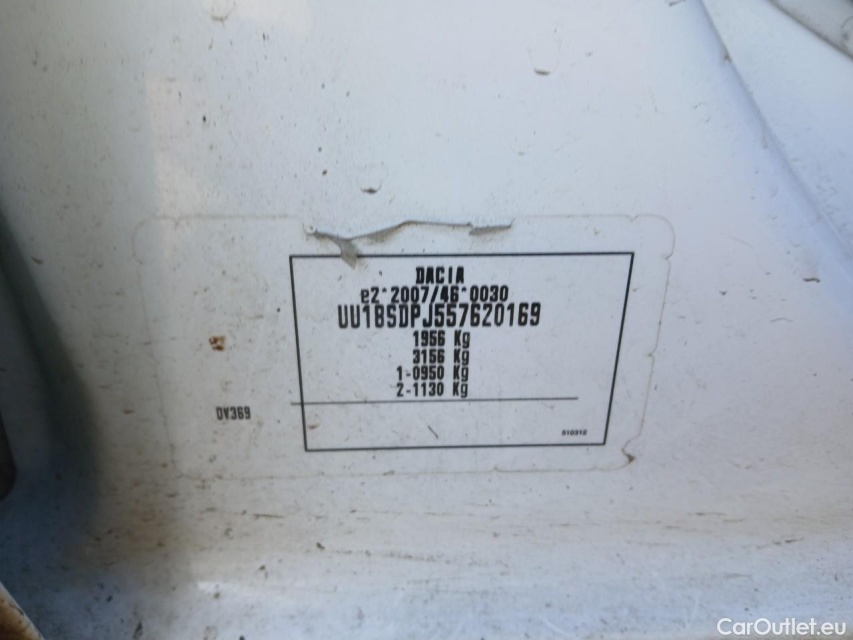 DACIA
e2*2007/46*0030
UU1BSDPJ557620169
1956 Kg
3156 Kg
1-0950 Kg
2-1130 Kg
DV369
510312
CarOutlet.eu